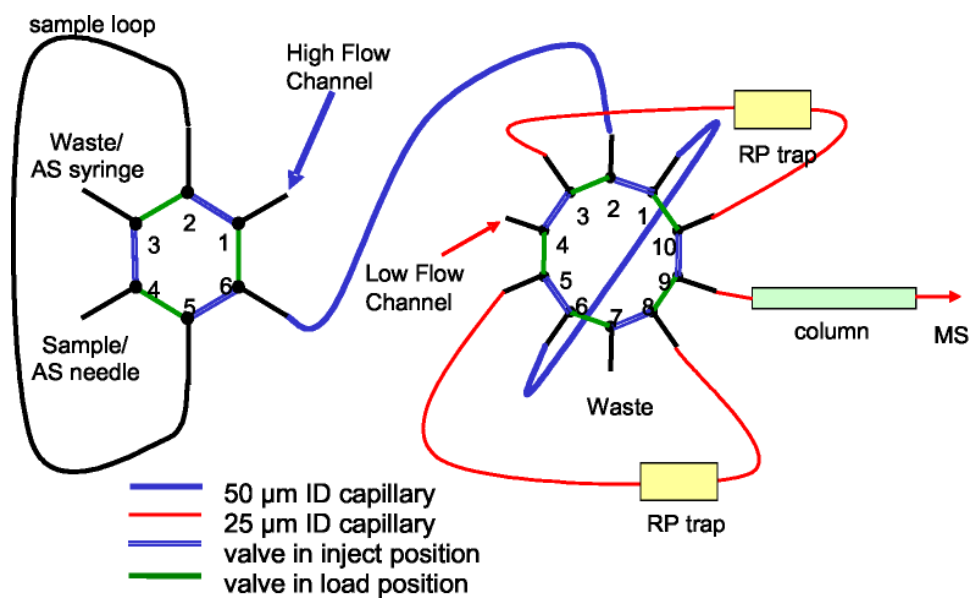 sample loop
High Flow
Channel
Waste/
AS syringe
2
3
1
4
6
5
Sample/
AS needle
RP trap
3
2
1
4
10
Low Flow
Channel
5
9
6
7
8
column
MS
Waste
RP trap
50 µm ID capillary
25 µm ID capillary
valve in inject position
valve in load position